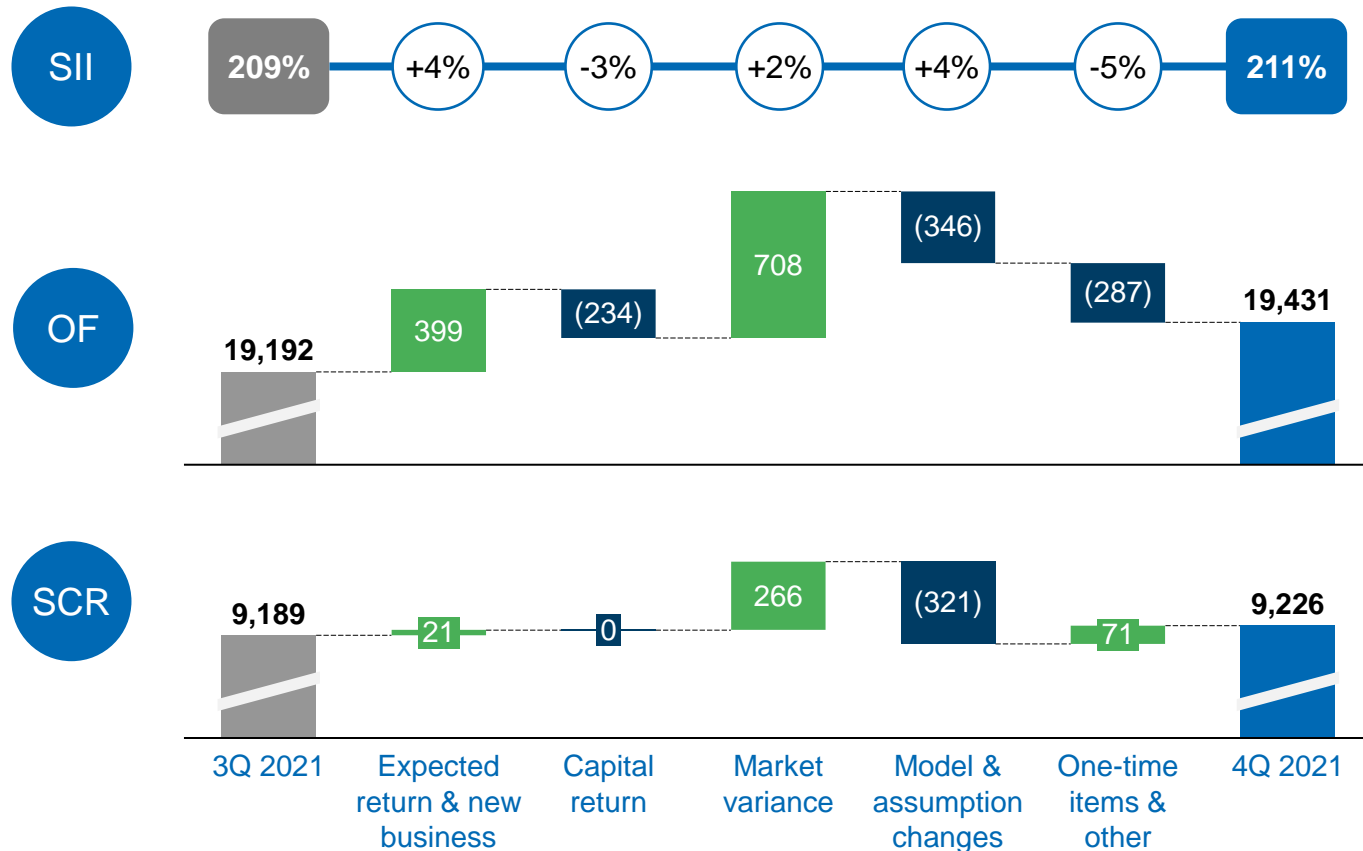 SII
209%
+4%
-3%
+2%
+4%
-5%
211%
OF
19,192
399
(234)
708
(346)
(287)
19,431
SCR
9,189
21
0
266
(321)
71
9,226
3Q 2021
Expected
return & new
business
Capital
return
Market
variance
Model &
assumption
changes
One-time
items &
other
4Q 2021